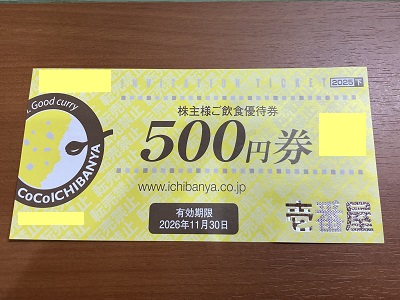 INVITATION TICKET
2025下
株主様ご飲食優待券
500円券
Good curry
CoCoICHIBANYA
www.ichibanya.co.jp
有効期限
2026年11月30日
壱番屋